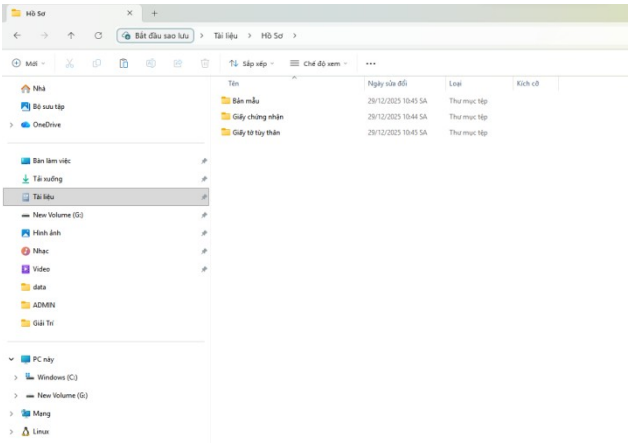 Hồ Sơ
Bắt đầu sao lưu > Tài liệu > Hồ Sơ >
Mới Sắp xếp Chế độ xem ...
Tên Ngày sửa đổi Loại Kích cỡ
Bản mẫu 29/12/2025 10:45 SA Thư mục tệp
Giấy chứng nhận 29/12/2025 10:44 SA Thư mục tệp
Giấy tờ tùy thân 29/12/2025 10:45 SA Thư mục tệp
Nhà
Bộ sưu tập
OneDrive
Bàn làm việc
Tải xuống
Tài liệu
New Volume (G:)
Hình ảnh
Nhạc
Video
data
ADMIN
Giải Trí
PC này
Windows (C:)
New Volume (G:)
Mạng
Linux